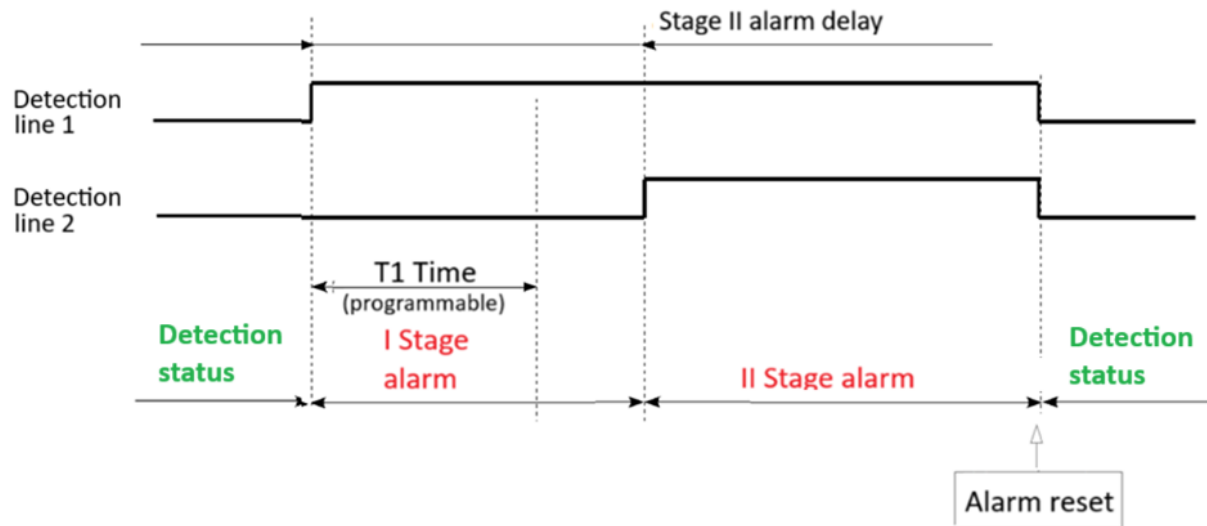 Stage II alarm delay
Detection
line 1
Detection
line 2
T1 Time
(programmable)
Detection
status
I Stage
alarm
II Stage alarm
Detection
status
Alarm reset